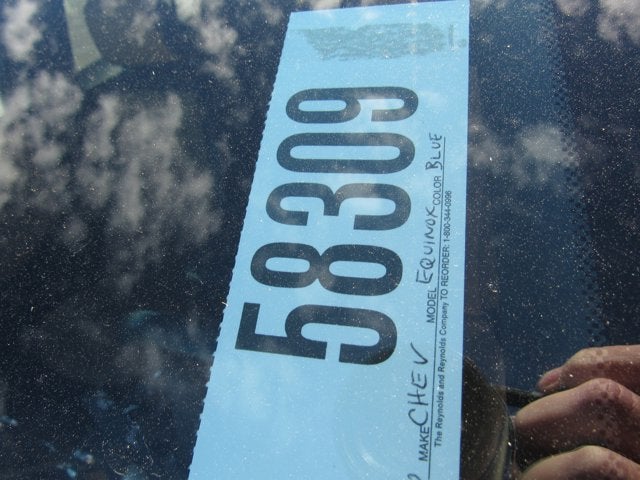 58309
MAKE CHEV MODEL EQUINOX COLOR BLUE
The Reynolds and Reynolds Company TO REORDER: 1-800-344-0996